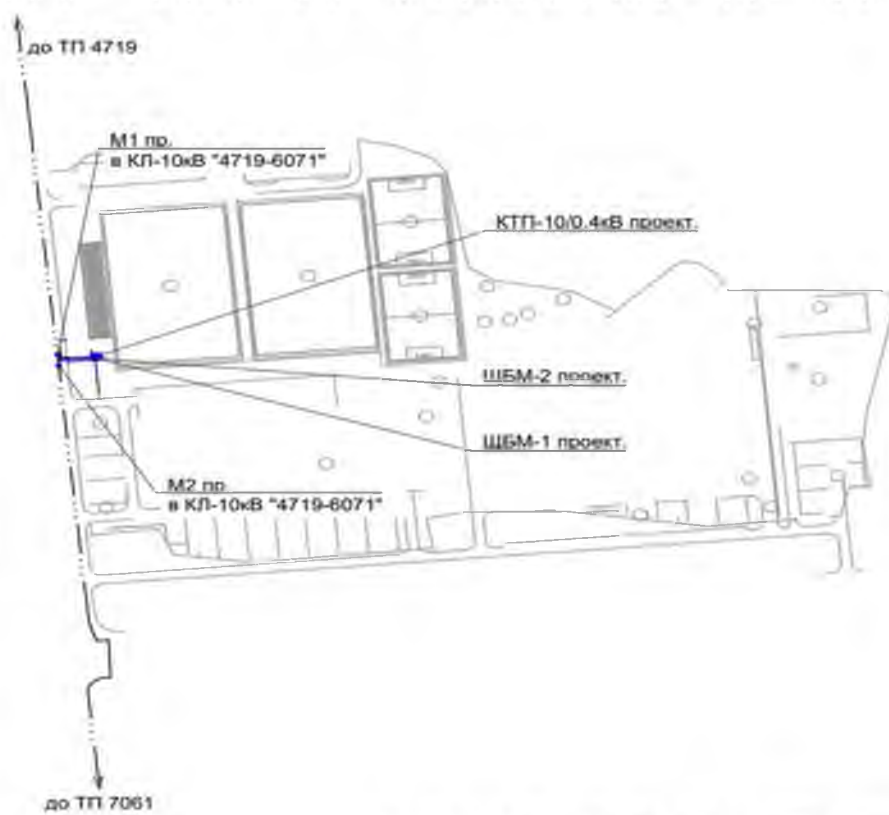 до ТП 4719
М1 пр.
в КЛ-10кВ "4719-6071"
КТП-10/0.4кВ проект.
ЩБМ-2 проект.
ЩБМ-1 проект.
М2 пр.
в КЛ-10кВ "4719-6071"
до ТП 7061